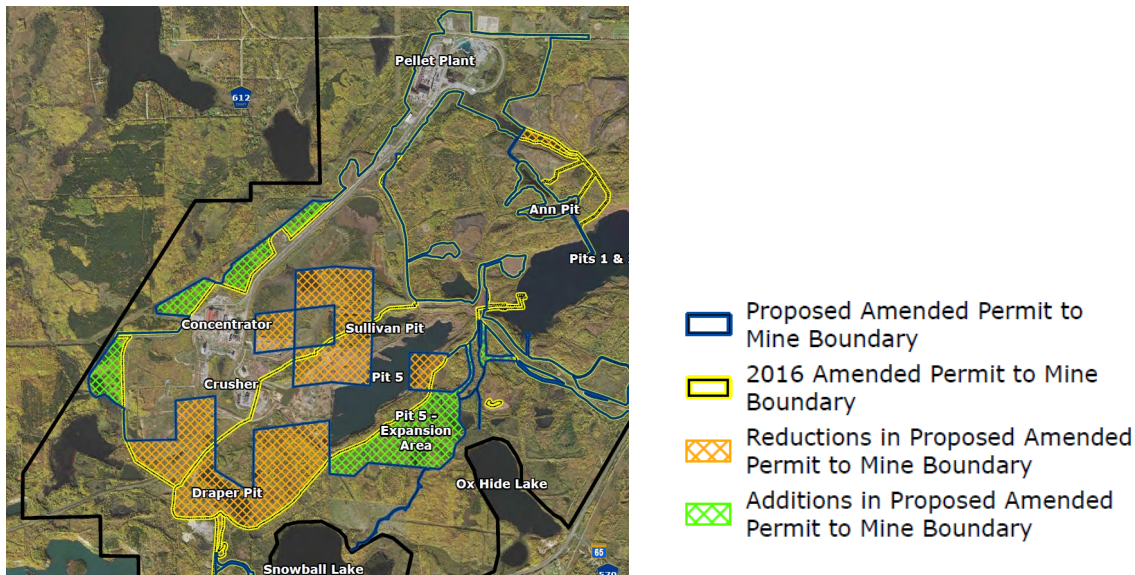 Pellet Plant
612
Ann Pit
Pits 1 &
Concentrator
Sullivan Pit
Crusher
Pit 5
Pit 5 -
Expansion
Area
Draper Pit
Ox Hide Lake
65
Snowball Lake
570
Proposed Amended Permit to
Mine Boundary
2016 Amended Permit to Mine
Boundary
Reductions in Proposed Amended
Permit to Mine Boundary
Additions in Proposed Amended
Permit to Mine Boundary